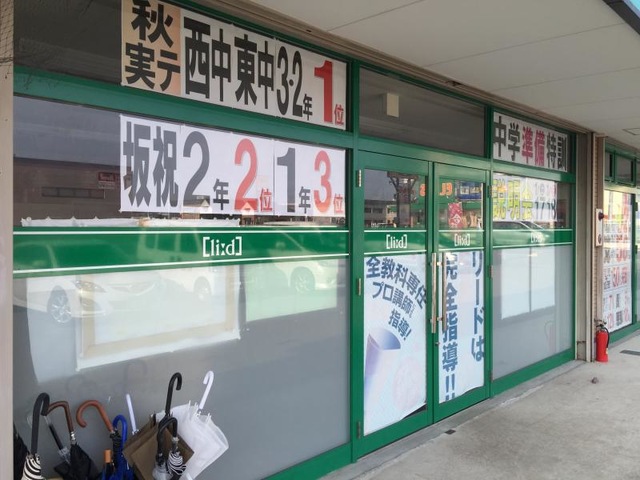 秋実テ 西中東中3・2年1位
坂祝2年2位1年3位
中学準備特訓
[li:d]
[li:d]
[li:d]
[li:d]
全教科専任
プロ講師が
指導!
リードは
完全指導!!